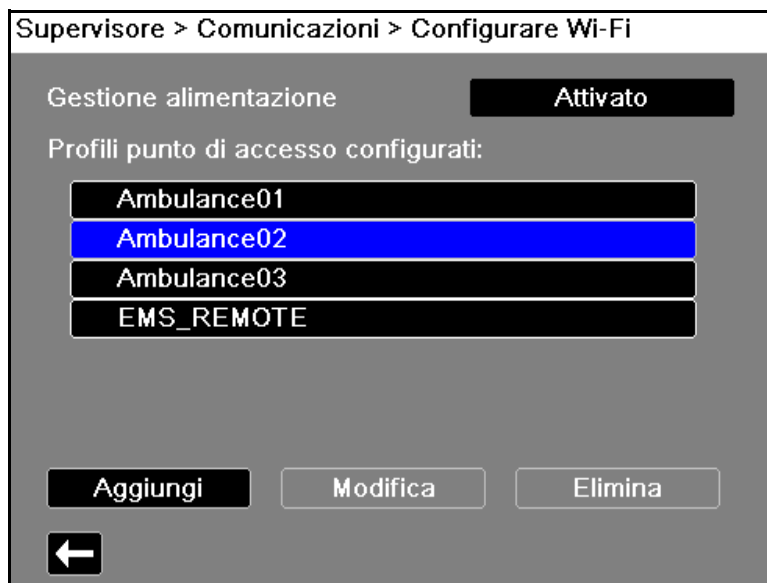 Supervisore > Comunicazioni > Configurare Wi-Fi
Gestione alimentazione Attivato
Profili punto di accesso configurati:
Ambulance01
Ambulance02
Ambulance03
EMS_REMOTE
Aggiungi Modifica Elimina